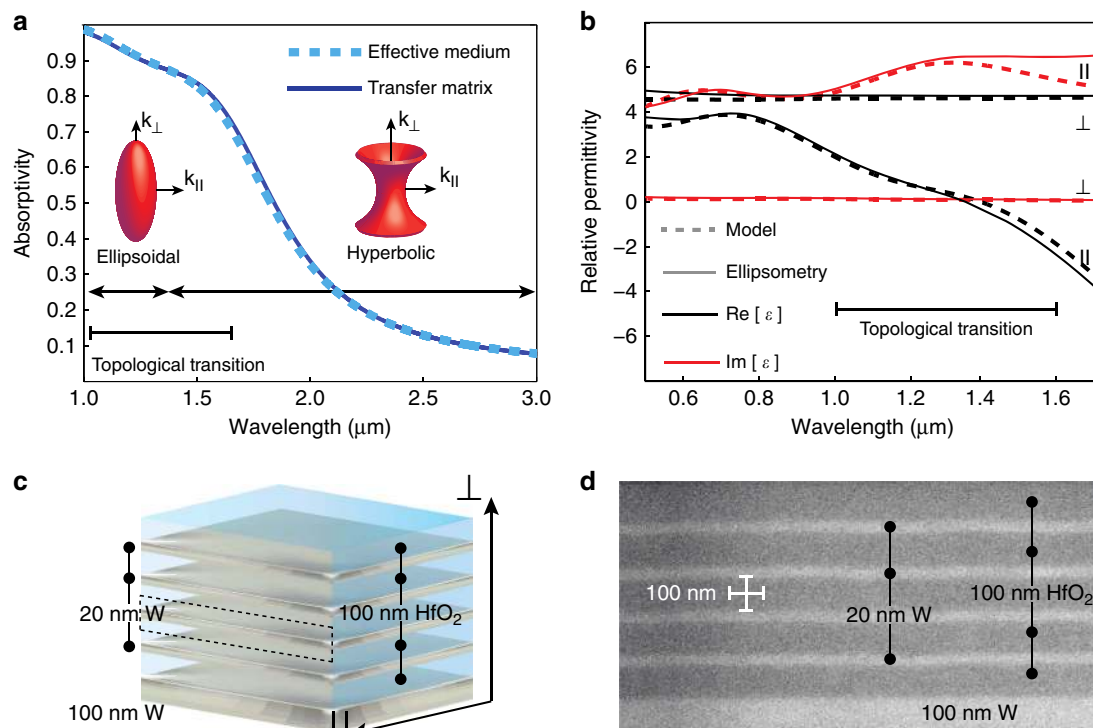 a
0.9
0.8
0.7
0.6
0.5
0.4
0.3
0.2
0.1
Absorptivity
Effective medium
Transfer matrix
k⊥
k||
Ellipsoidal
k⊥
k||
Hyperbolic
Topological transition
1.0 1.5 2.0 2.5 3.0
Wavelength (μm)
b
6
4
2
0
−2
−4
−6
Relative permittivity
||
⊥
⊥
||
Model
Ellipsometry
Re [ ε ]
Im [ ε ]
Topological transition
0.6 0.8 1.0 1.2 1.4 1.6
Wavelength (μm)
c
⊥
20 nm W
100 nm HfO2
100 nm W
d
100 nm
20 nm W
100 nm HfO2
100 nm W